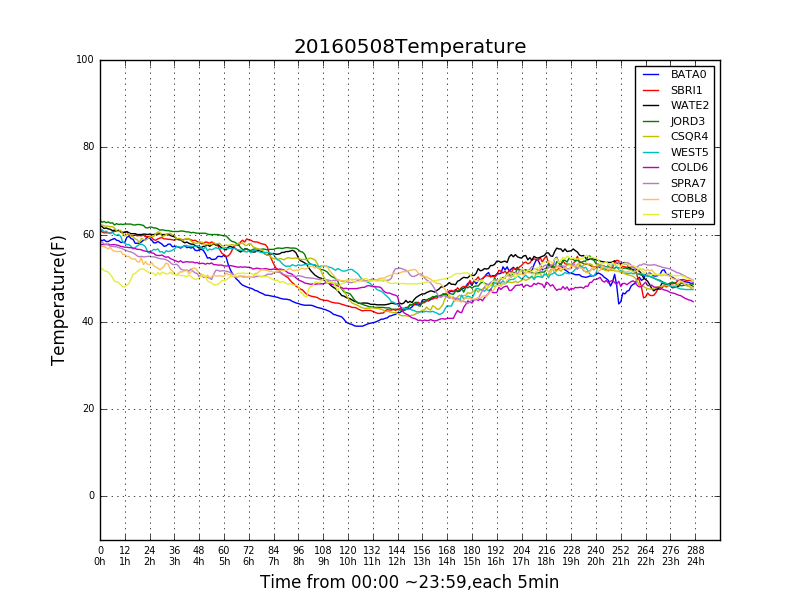 20160508Temperature
100
80
60
40
20
0
Temperature(F)
BATA0
SBRI1
WATE2
JORD3
CSQR4
WEST5
COLD6
SPRA7
COBL8
STEP9
0 12 24 36 48 60 72 84 96 108 120 132 144 156 168 180 192 204 216 228 240 252 264 276 288
0h 1h 2h 3h 4h 5h 6h 7h 8h 9h 10h 11h 12h 13h 14h 15h 16h 17h 18h 19h 20h 21h 22h 23h 24h
Time from 00:00 ~23:59,each 5min